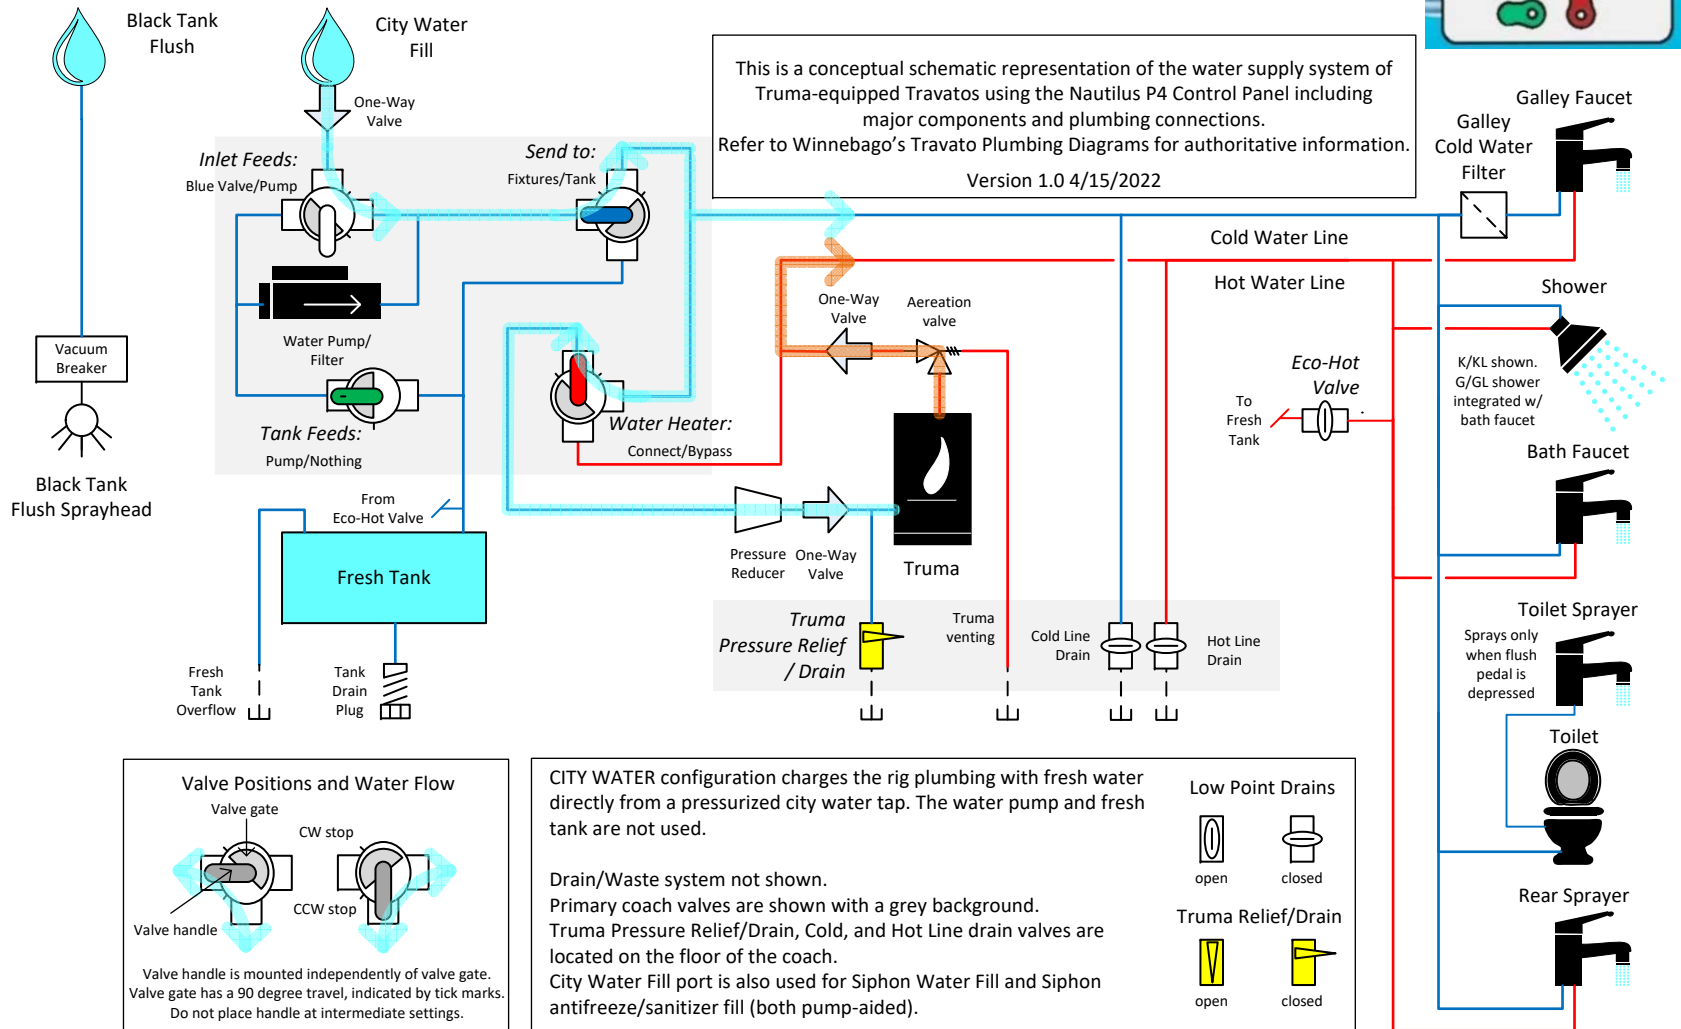 Black Tank
Flush
City Water
Fill
One-Way
Valve
This is a conceptual schematic representation of the water supply system of
Truma-equipped Travatos using the Nautilus P4 Control Panel including
major components and plumbing connections.
Refer to Winnebago's Travato Plumbing Diagrams for authoritative information.
Version 1.0 4/15/2022
Galley Faucet
Galley
Cold Water
Filter
Inlet Feeds:
Blue Valve/Pump
Send to:
Fixtures/Tank
Cold Water Line
Hot Water Line
Shower
One-Way
Valve
Aereation
valve
Water Pump/
Filter
Vacuum
Breaker
Eco-Hot
Valve
To
Fresh
Tank
K/KL shown.
G/GL shower
integrated w/
bath faucet
Tank Feeds:
Pump/Nothing
Water Heater:
Connect/Bypass
Bath Faucet
Black Tank
Flush Sprayhead
From
Eco-Hot Valve
Pressure
Reducer
One-Way
Valve
Truma
Fresh Tank
Truma
Pressure Relief
/ Drain
Truma
venting
Cold Line
Drain
Hot Line
Drain
Toilet Sprayer
Sprays only
when flush
pedal is
depressed
Fresh
Tank
Overflow
Tank
Drain
Plug
Toilet
Valve Positions and Water Flow
Valve gate
CW stop
CCW stop
Valve handle
Valve handle is mounted independently of valve gate.
Valve gate has a 90 degree travel, indicated by tick marks.
Do not place handle at intermediate settings.
CITY WATER configuration charges the rig plumbing with fresh water
directly from a pressurized city water tap. The water pump and fresh
tank are not used.
Drain/Waste system not shown.
Primary coach valves are shown with a grey background.
Truma Pressure Relief/Drain, Cold, and Hot Line drain valves are
located on the floor of the coach.
City Water Fill port is also used for Siphon Water Fill and Siphon
antifreeze/sanitizer fill (both pump-aided).
Low Point Drains
open
closed
Truma Relief/Drain
open
closed
Rear Sprayer